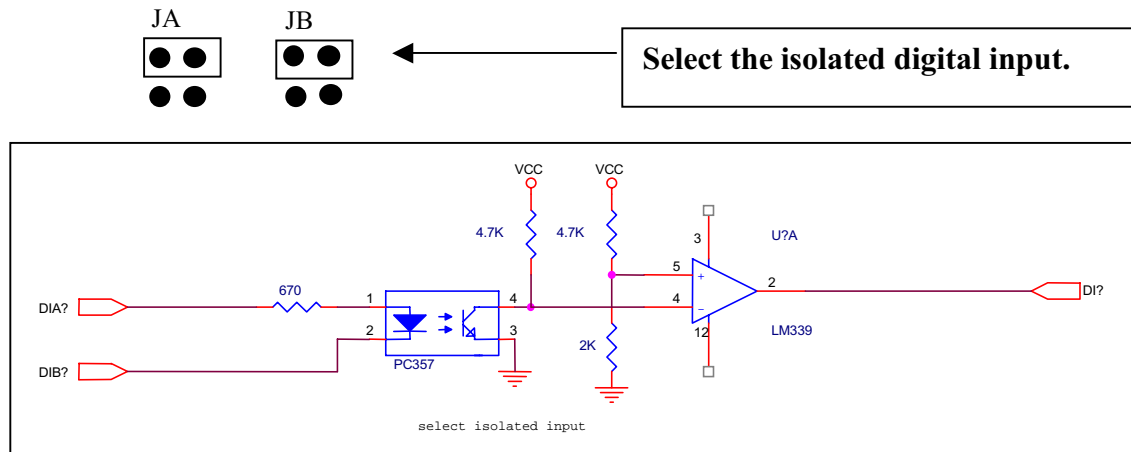 JA JB
Select the isolated digital input.
VCC VCC
4.7K 4.7K
3 U?A
670
5
+
DIA? 1 4 4 2 DI?
−
2 3 12 LM339
2K
DIB? PC357
select isolated input